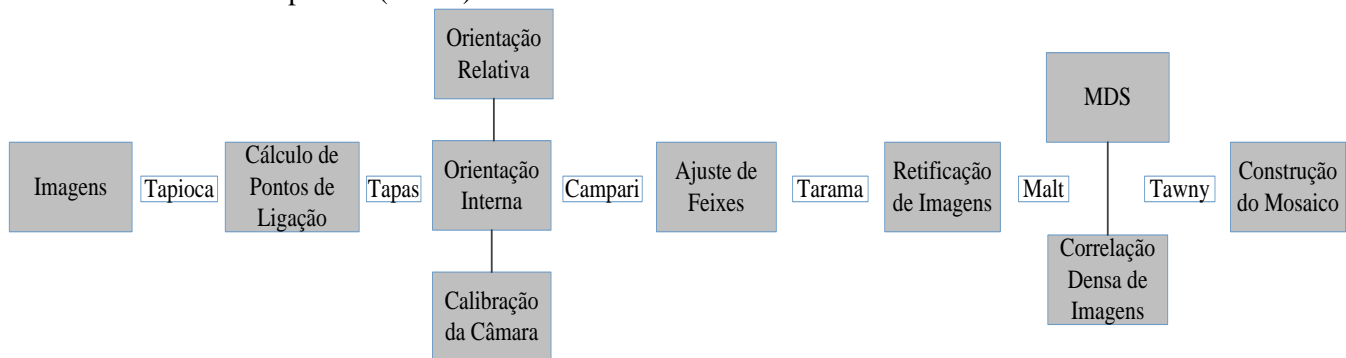 Orientação
Relativa
MDS
Imagens
Tapioca
Cálculo de
Pontos de
Ligação
Tapas
Orientação
Interna
Campari
Ajuste de
Feixes
Tarama
Retificação
de Imagens
Malt
Tawny
Construção
do Mosaico
Calibração
da Câmara
Correlação
Densa de
Imagens